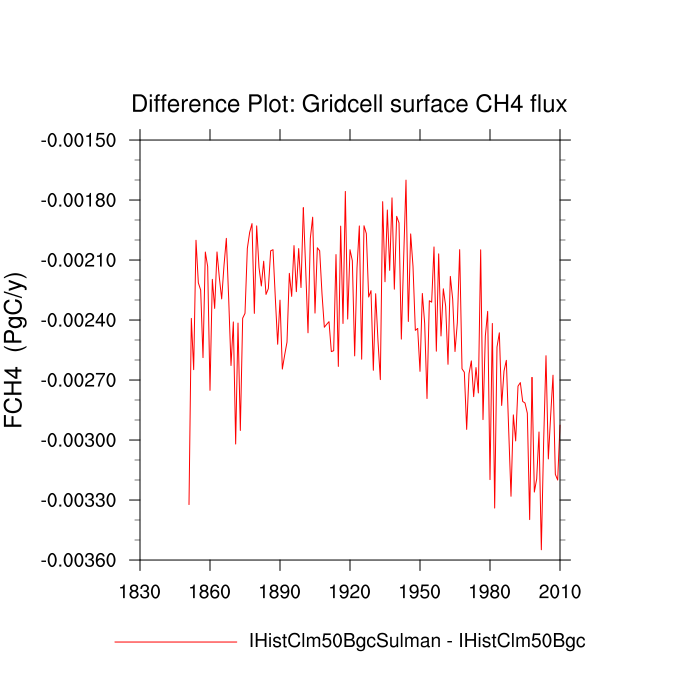 Difference Plot: Gridcell surface CH4 flux
FCH4 (PgC/y)
-0.00150
-0.00180
-0.00210
-0.00240
-0.00270
-0.00300
-0.00330
-0.00360
1830 1860 1890 1920 1950 1980 2010
IHistClm50BgcSulman - IHistClm50Bgc